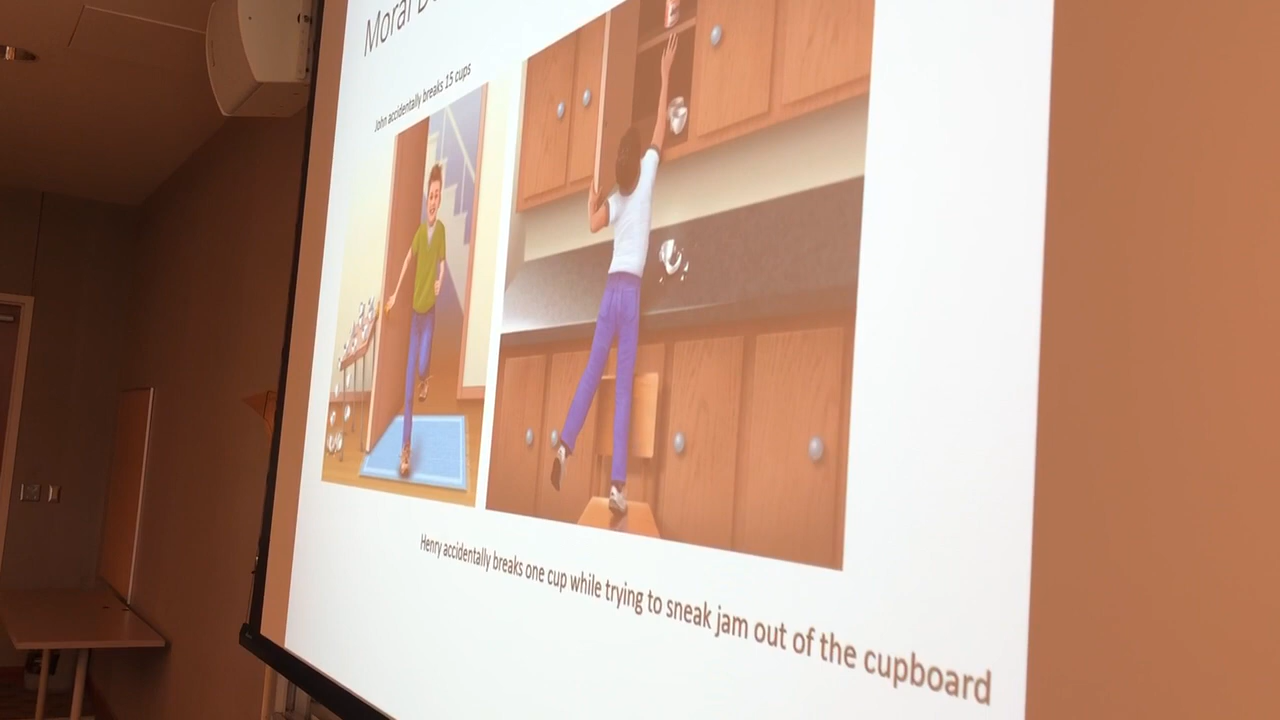 Moral
John accidentally breaks 15 cups
Henry accidentally breaks one cup while trying to sneak jam out of the cupboard